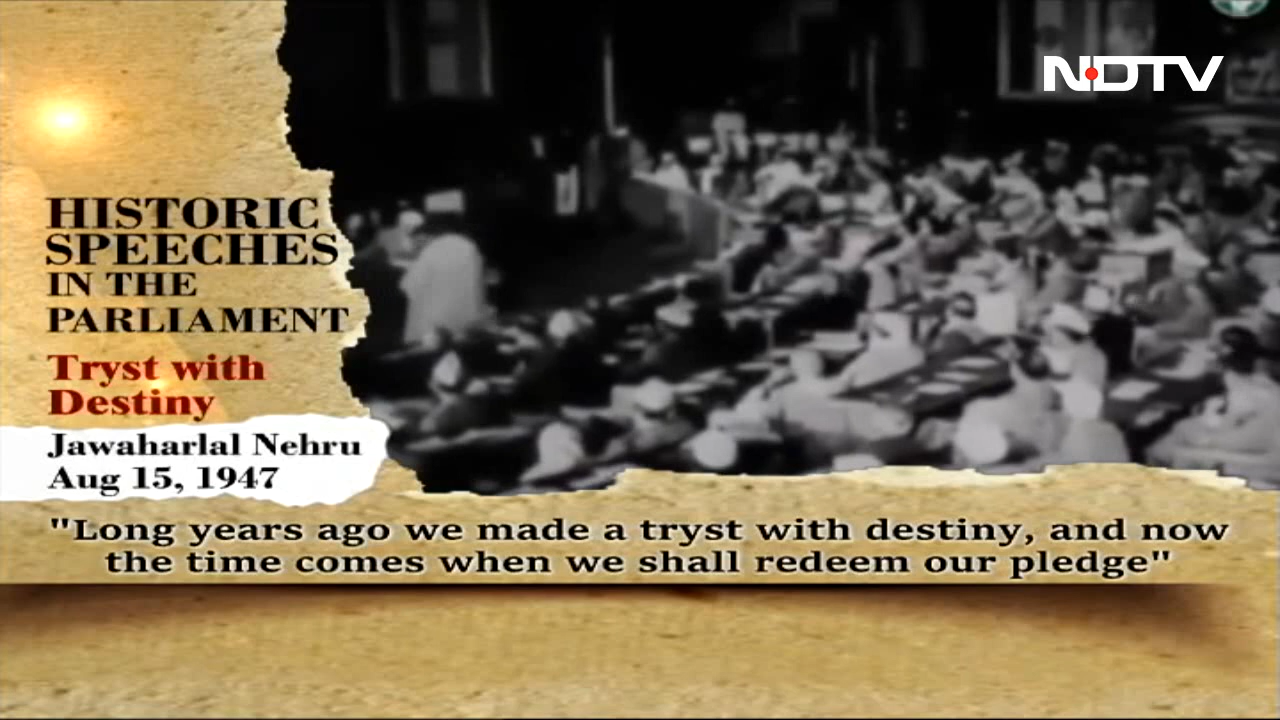 NDTV
HISTORIC
SPEECHES
IN THE
PARLIAMENT
Tryst with
Destiny
Jawaharlal Nehru
Aug 15, 1947
"Long years ago we made a tryst with destiny, and now
the time comes when we shall redeem our pledge"